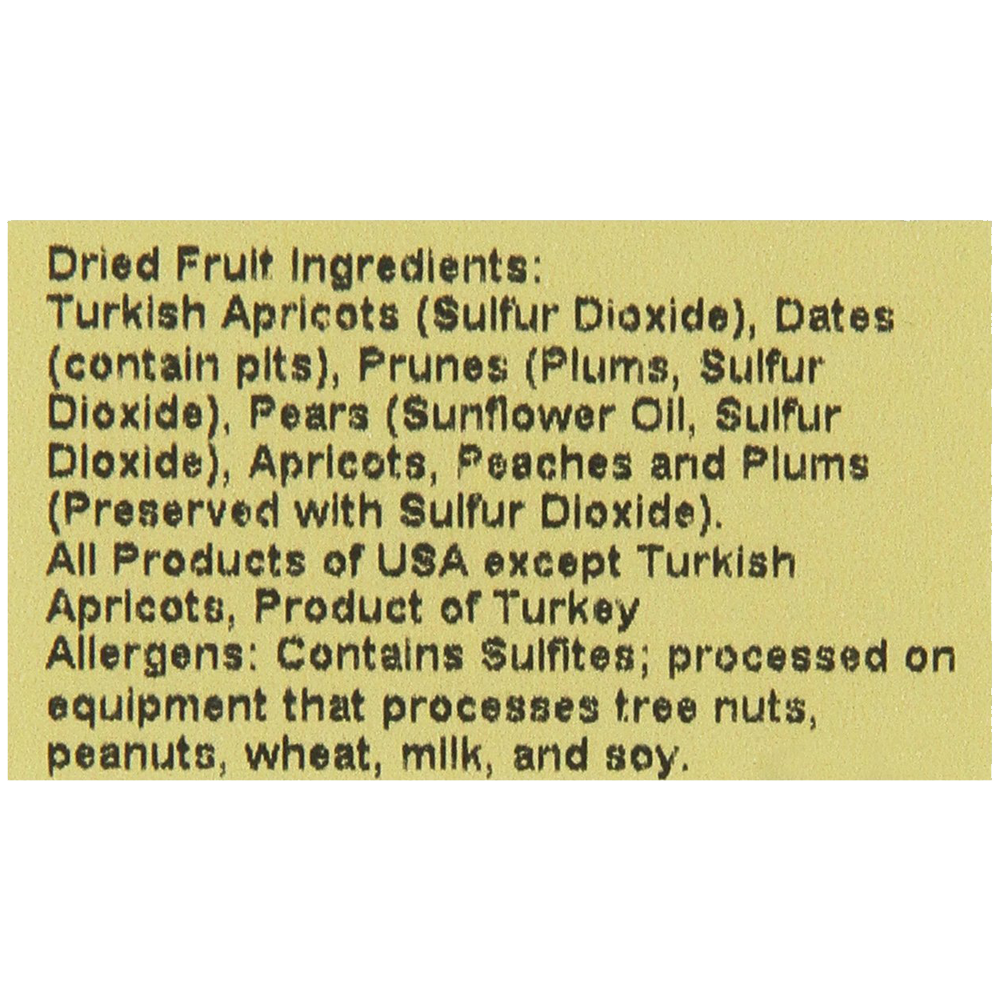 Dried Fruit Ingredients:
Turkish Apricots (Sulfur Dioxide), Dates
(contain pits), Prunes (Plums, Sulfur
Dioxide), Pears (Sunflower Oil, Sulfur
Dioxide), Apricots, Peaches and Plums
(Preserved with Sulfur Dioxide).
All Products of USA except Turkish
Apricots, Product of Turkey
Allergens: Contains Sulfites; processed on
equipment that processes tree nuts,
peanuts, wheat, milk, and soy.